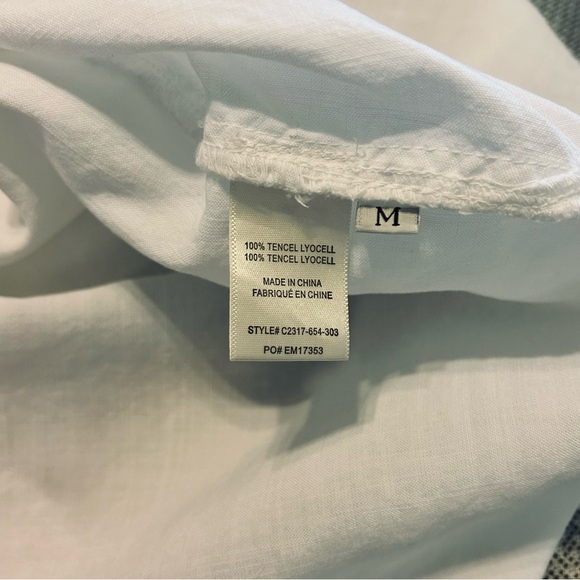 100% TENCEL LYOCELL
100% TENCEL LYOCELL
MADE IN CHINA
FABRIQUÉ EN CHINE
STYLE# C2317-654-303
PO# EM17353
M